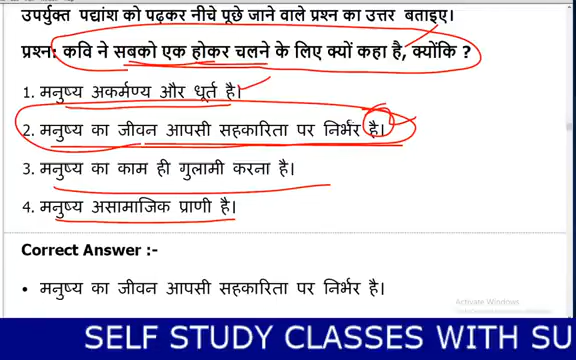 उपर्युक्त पद्यांश को पढ़कर नीचे पूछे जाने वाले प्रश्न का उत्तर बताइए।
प्रश्न: कवि ने सबको एक होकर चलने के लिए क्यों कहा है, क्योंकि ?
1. मनुष्य अकर्मण्य और धूर्त है।
2. मनुष्य का जीवन आपसी सहकारिता पर निर्भर है।
3. मनुष्य का काम ही गुलामी करना है।
4. मनुष्य असामाजिक प्राणी है।
Correct Answer :-
• मनुष्य का जीवन आपसी सहकारिता पर निर्भर है।
Activate Windows
SELF STUDY CLASSES WITH SU